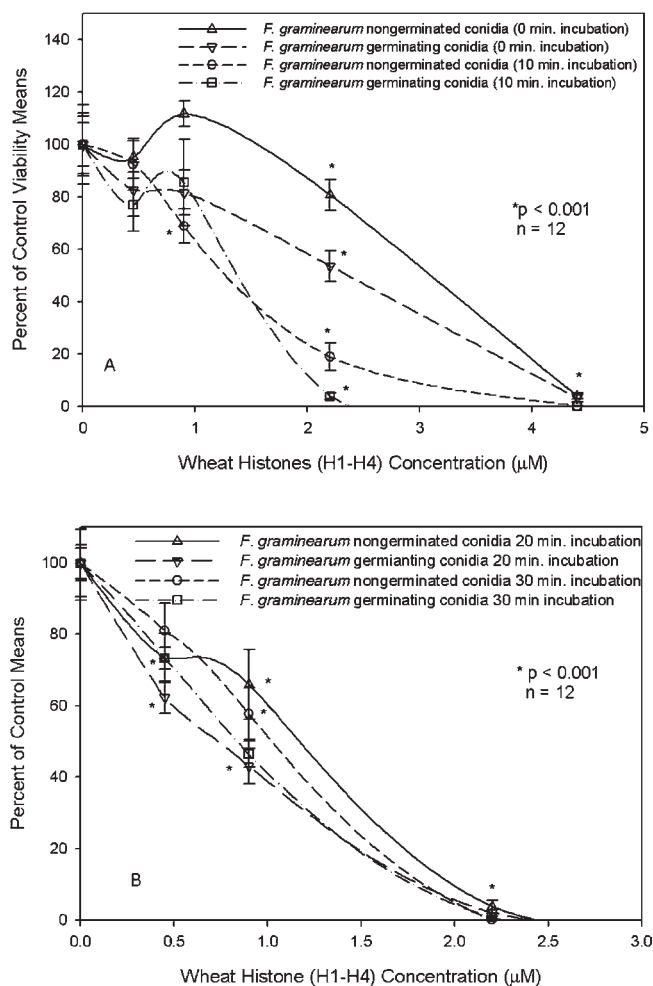 F. graminearum nongerminated conidia (0 min. incubation)
F. graminearum germinating conidia (0 min. incubation)
F. graminearum nongerminated conidia (10 min. incubation)
F. graminearum germinating conidia (10 min. incubation)
140
120
100
80
60
40
20
0
Percent of Control Viability Means
*
*
*
*
*
*
*p < 0.001
n = 12
A
0
1
2
3
4
5
Wheat Histones (H1-H4) Concentration (μM)
F. graminearum nongerminated conidia 20 min. incubation
F. graminearum germianting conidia 20 min. incubation
F. graminearum nongerminated conidia 30 min. incubation
F. graminearum germinating conidia 30 min incubation
100
80
60
40
20
0
Percent of Control Means
*
*
*
*
*
*
* p < 0.001
n = 12
B
0.0
0.5
1.0
1.5
2.0
2.5
3.0
Wheat Histone (H1-H4) Concentration (μM)